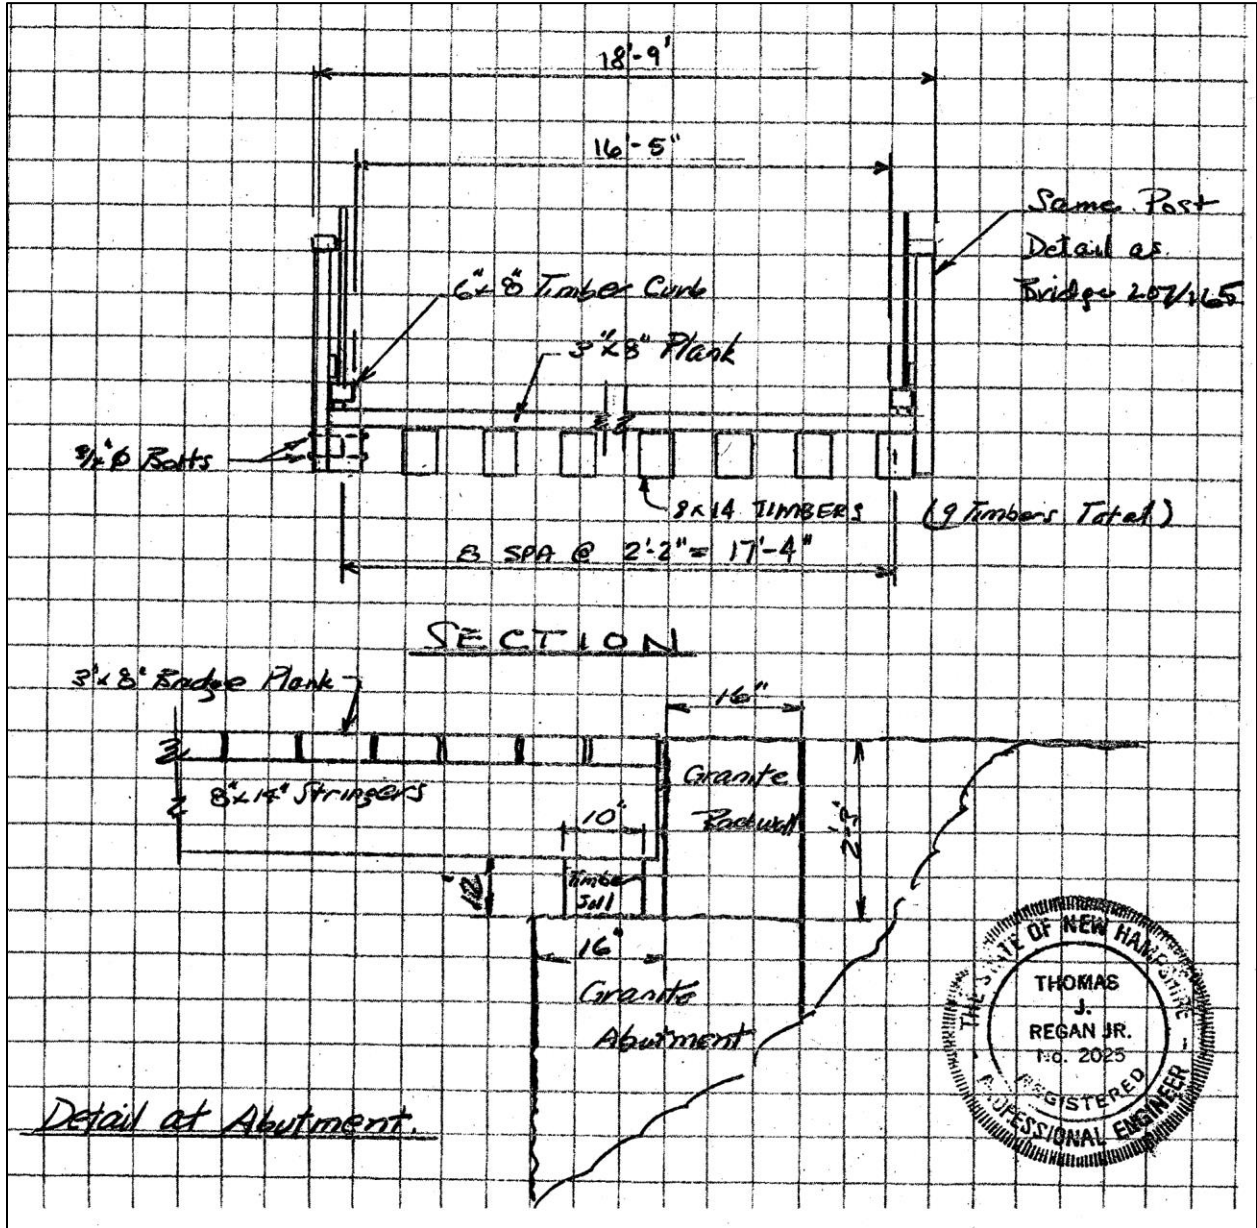 18'-9'
16'-5"
Same Post
Detail as
Bridge 207/165
6"x8" Timber Curb
3"x8" Plank
3/4"Ø Bolts
8x14 TIMBERS (9 Timbers Total)
8 SPA @ 2'-2" = 17'-4"
SECTION
3"x8" Bridge Plank
16"
8"x14" Stringers
Granite
Backwall
10"
Timber
Sill
12"
16"
Granite
Abutment
Detail at Abutment.
THE STATE OF NEW HAMPSHIRE
THOMAS
J.
REGAN JR.
No. 2025
REGISTERED
PROFESSIONAL ENGINEER